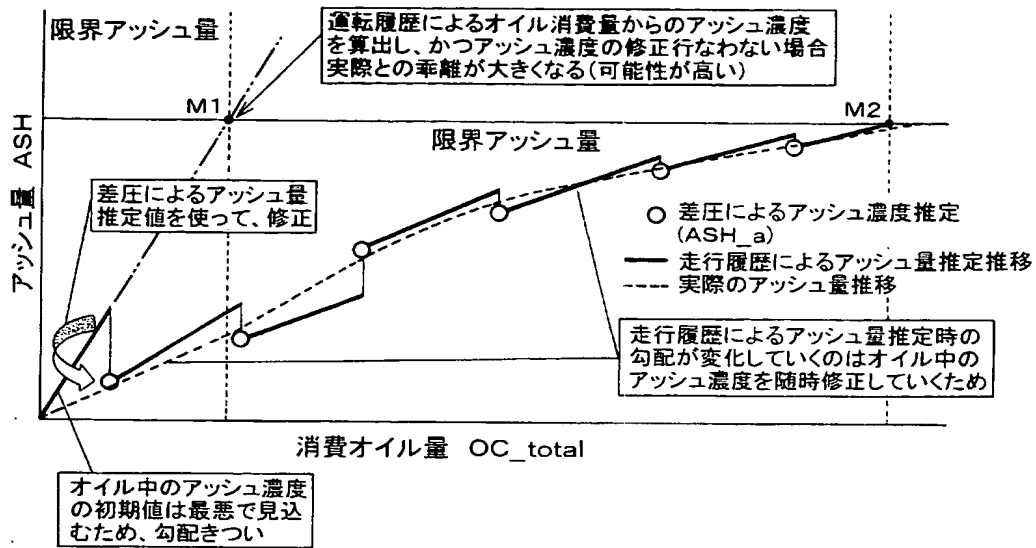 限界アッシュ量
運転履歴によるオイル消費量からのアッシュ濃度
を算出し、かつアッシュ濃度の修正行なわない場合
実際との乖離が大きくなる(可能性が高い)
M1
M2
限界アッシュ量
アッシュ量 ASH
差圧によるアッシュ量
推定値を使って、修正
差圧によるアッシュ濃度推定
(ASH_a)
走行履歴によるアッシュ量推定推移
実際のアッシュ量推移
走行履歴によるアッシュ量推定時の
勾配が変化していくのはオイル中の
アッシュ濃度を随時修正していくため
消費オイル量 OC_total
オイル中のアッシュ濃度
の初期値は最悪で見込
むため、勾配きつい